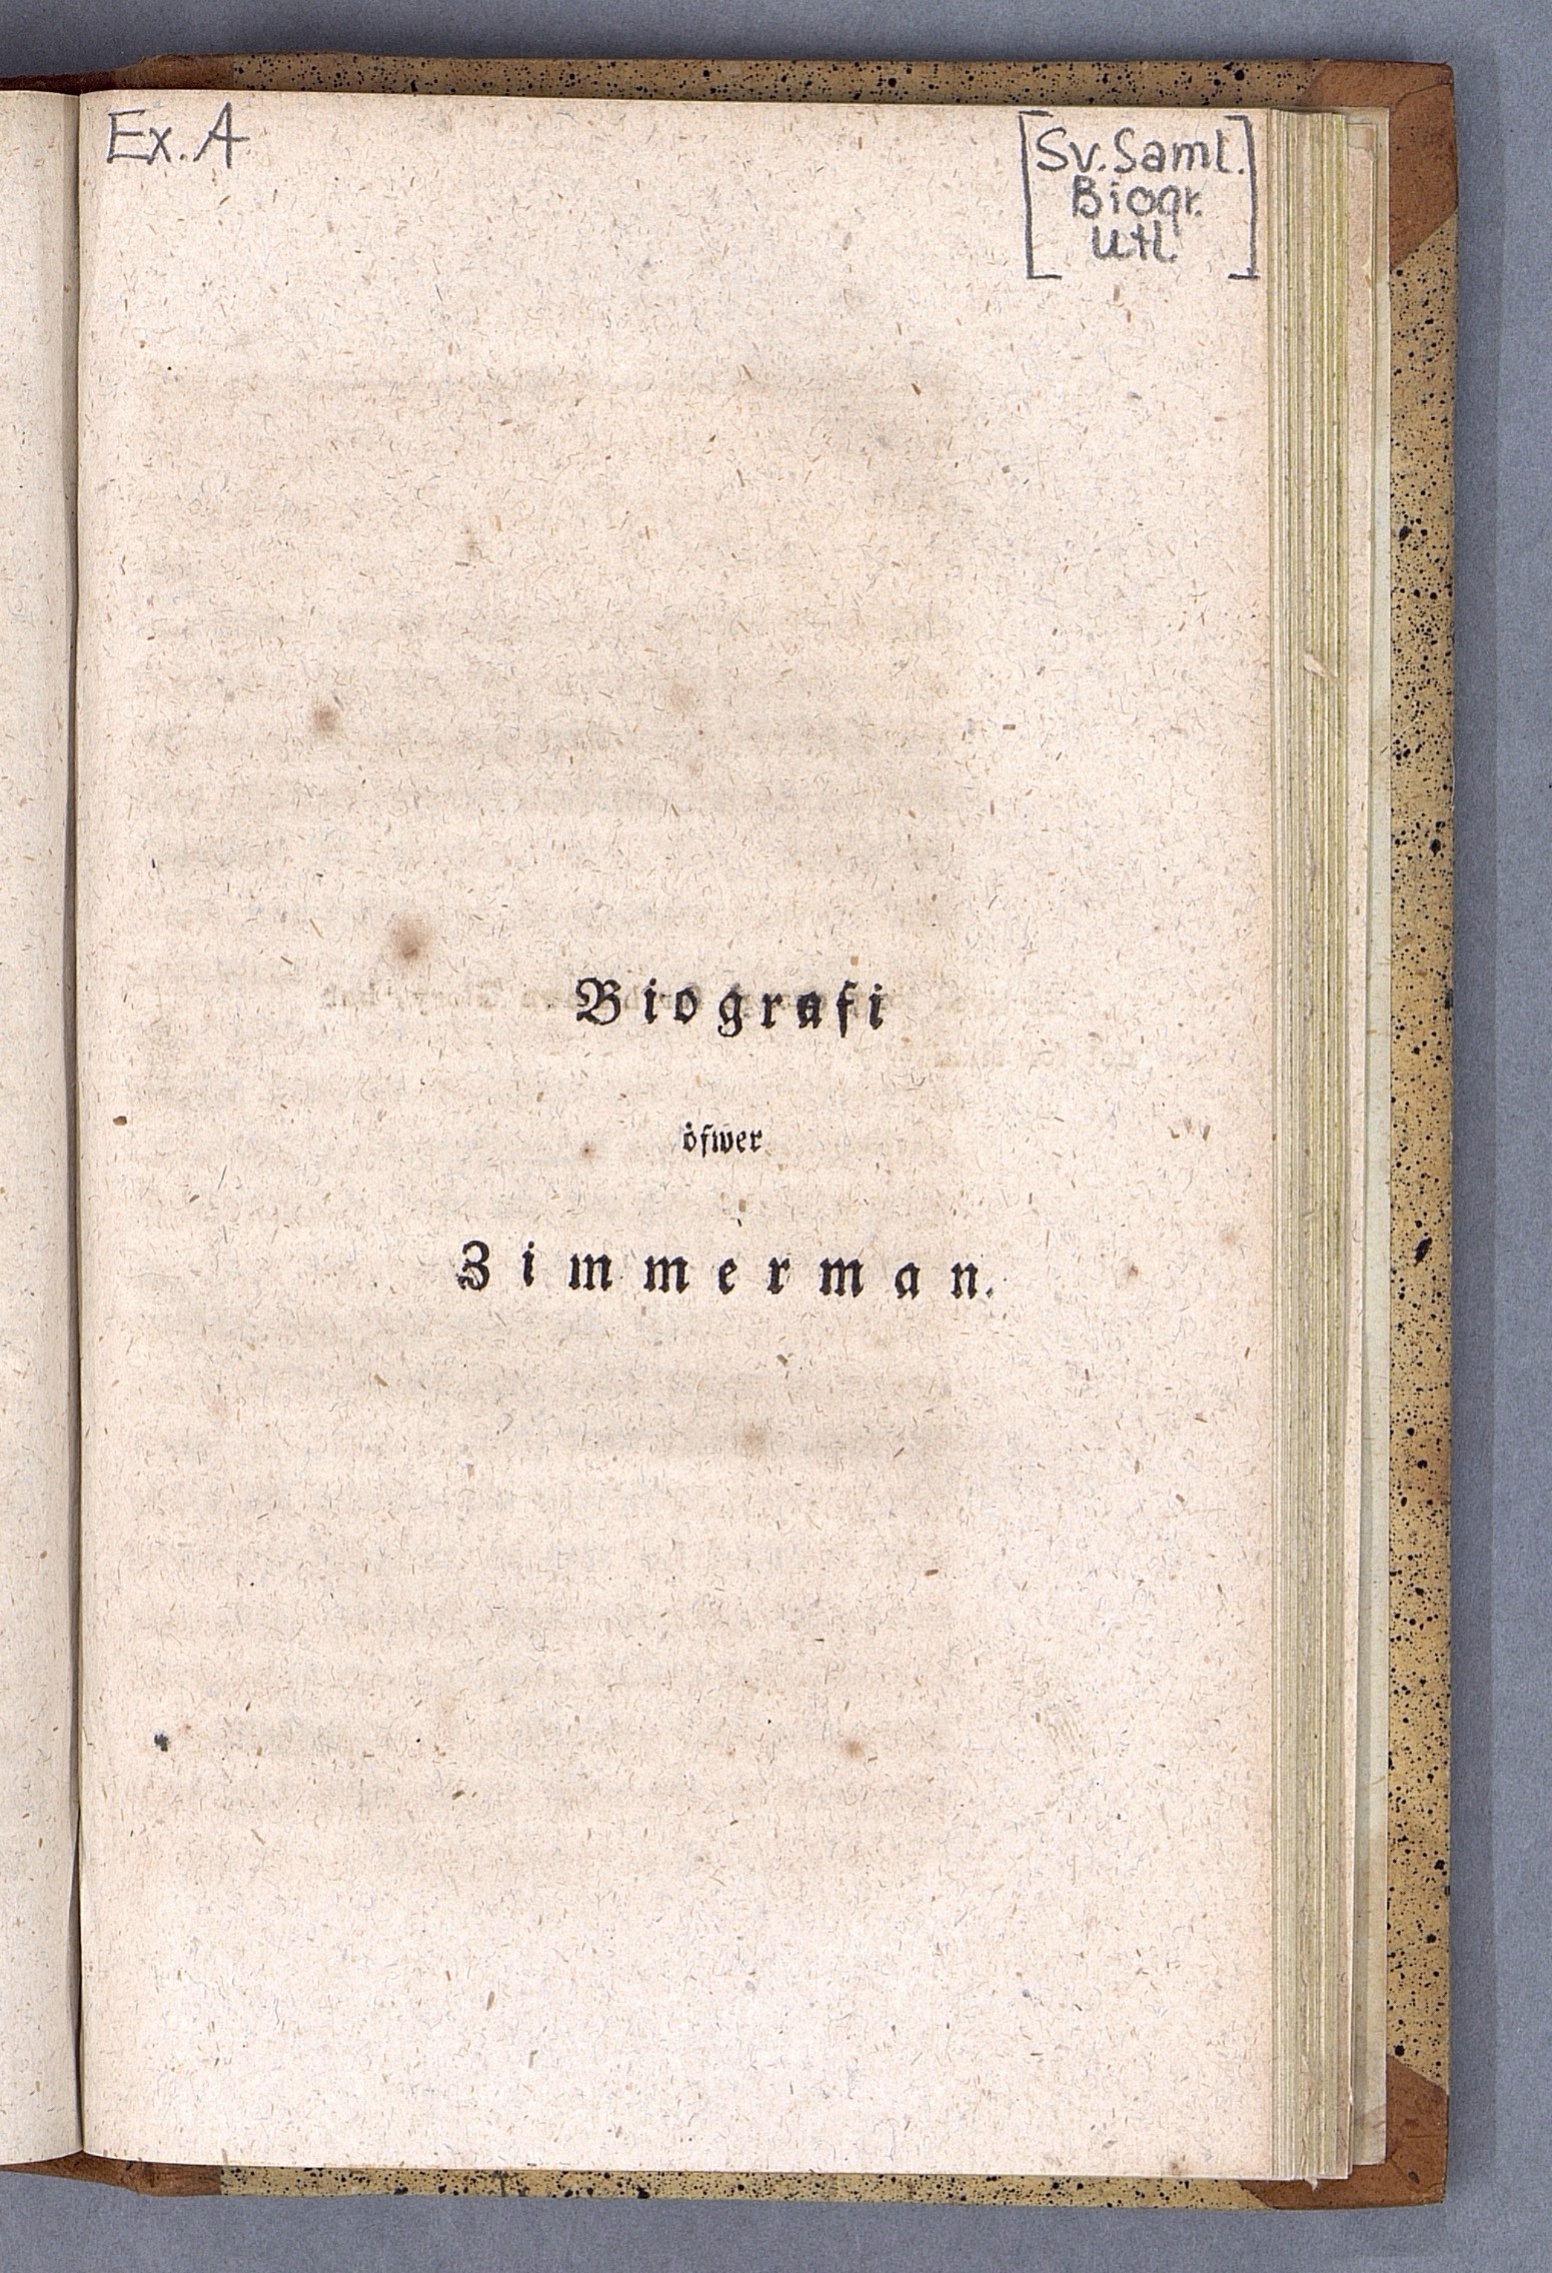 Ex. A
[Sv. Saml.
Biogr.
Utl.]
Biografi
öfwer
Zimmerman.